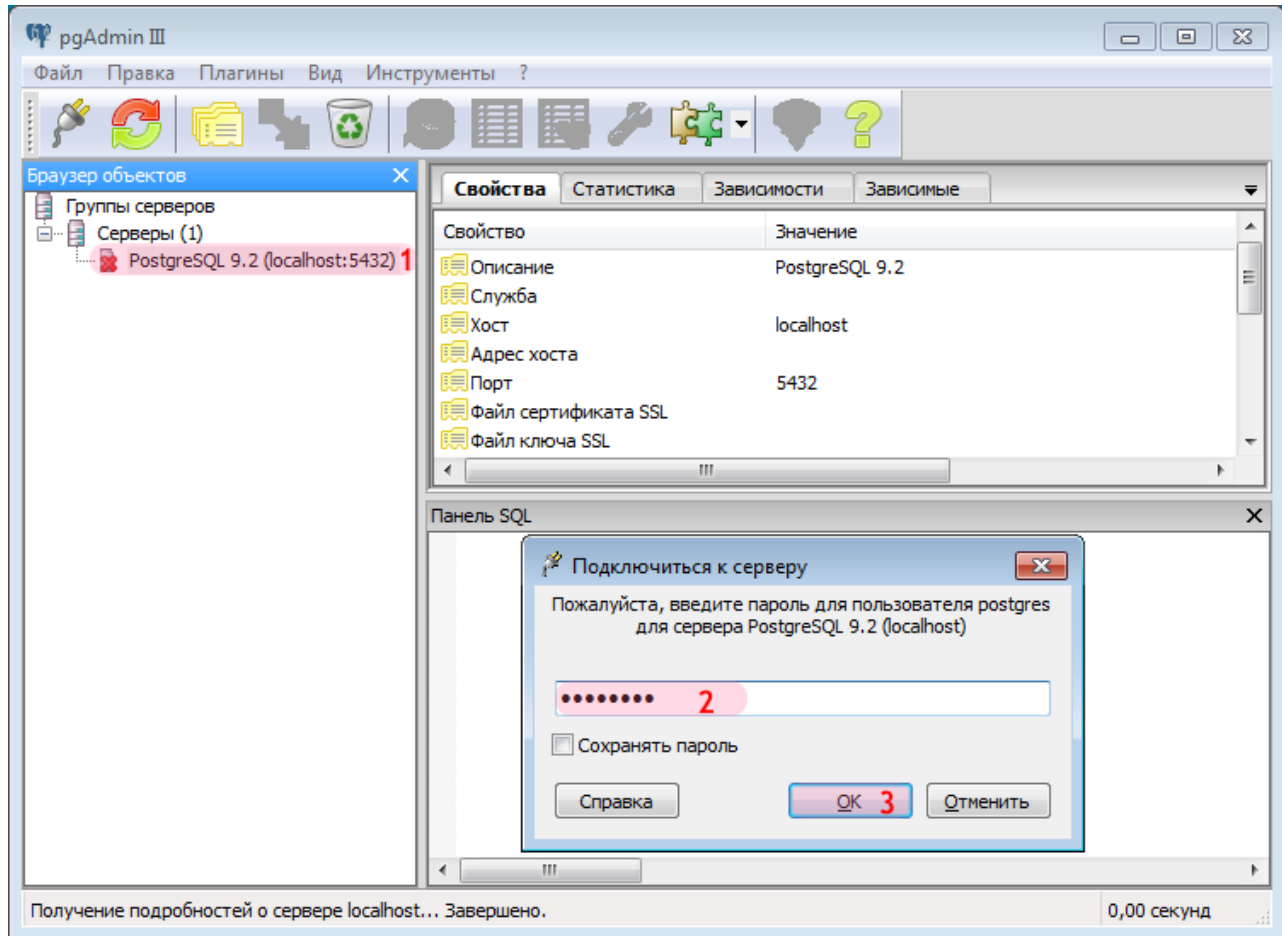 pgAdmin III
Файл Правка Плагины Вид Инструменты ?
Браузер объектов
Группы серверов
Серверы (1)
PostgreSQL 9.2 (localhost:5432) 1
Свойства Статистика Зависимости Зависимые
Свойство Значение
Описание PostgreSQL 9.2
Служба
Хост localhost
Адрес хоста
Порт 5432
Файл сертификата SSL
Файл ключа SSL
Панель SQL
Подключиться к серверу
Пожалуйста, введите пароль для пользователя postgres
для сервера PostgreSQL 9.2 (localhost)
•••••••• 2
Сохранять пароль
Справка OK 3 Отменить
Получение подробностей о сервере localhost... Завершено. 0,00 секунд